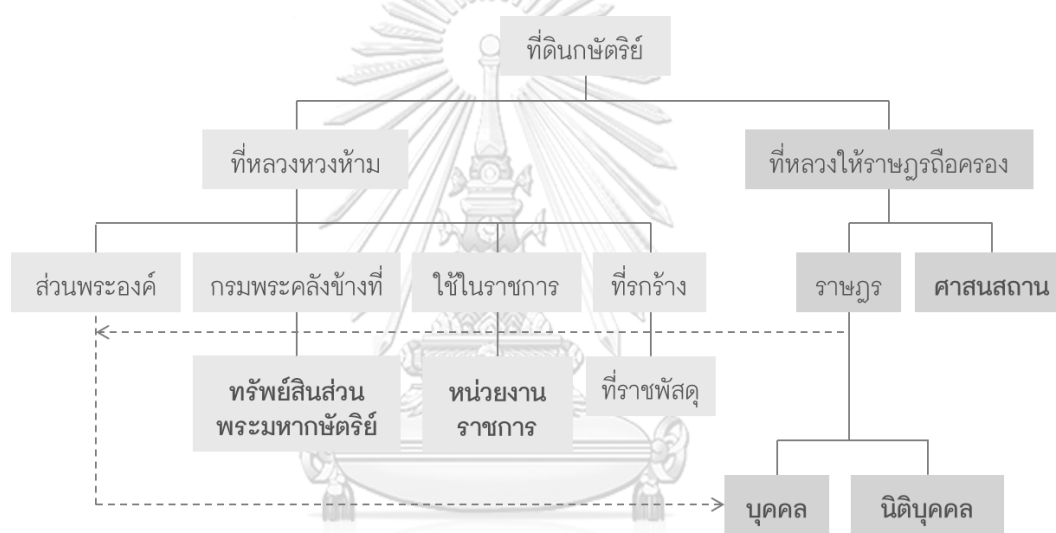 ที่ดินกษัตริย์
ที่หลวงหวงห้าม
ที่หลวงให้ราษฎรถือครอง
ส่วนพระองค์
กรมพระคลังข้างที่
ใช้ในราชการ
ที่รกร้าง
ราษฎร
ศาสนสถาน
ทรัพย์สินส่วน
พระมหากษัตริย์
หน่วยงาน
ราชการ
ที่ราชพัสดุ
บุคคล
นิติบุคคล